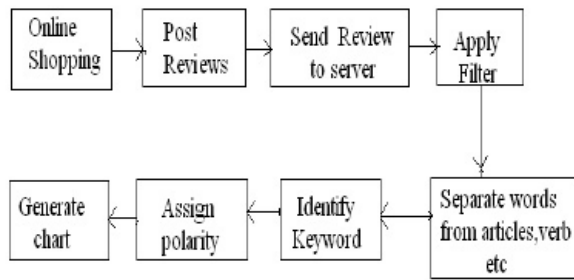 Online
Shopping
Post
Reviews
Send Review
to server
Apply
Filter
Separate words
from articles,verb
etc
Identify
Keyword
Assign
polarity
Generate
chart